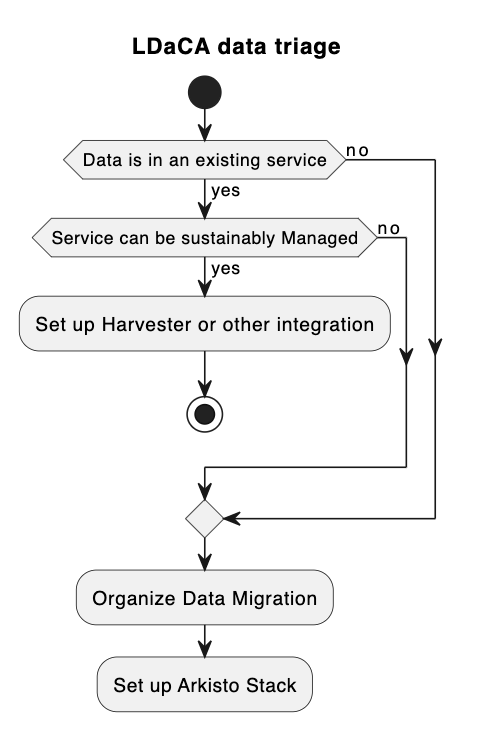 LDaCA data triage
Data is in an existing service
no
yes
Service can be sustainably Managed
no
yes
Set up Harvester or other integration
Organize Data Migration
Set up Arkisto Stack